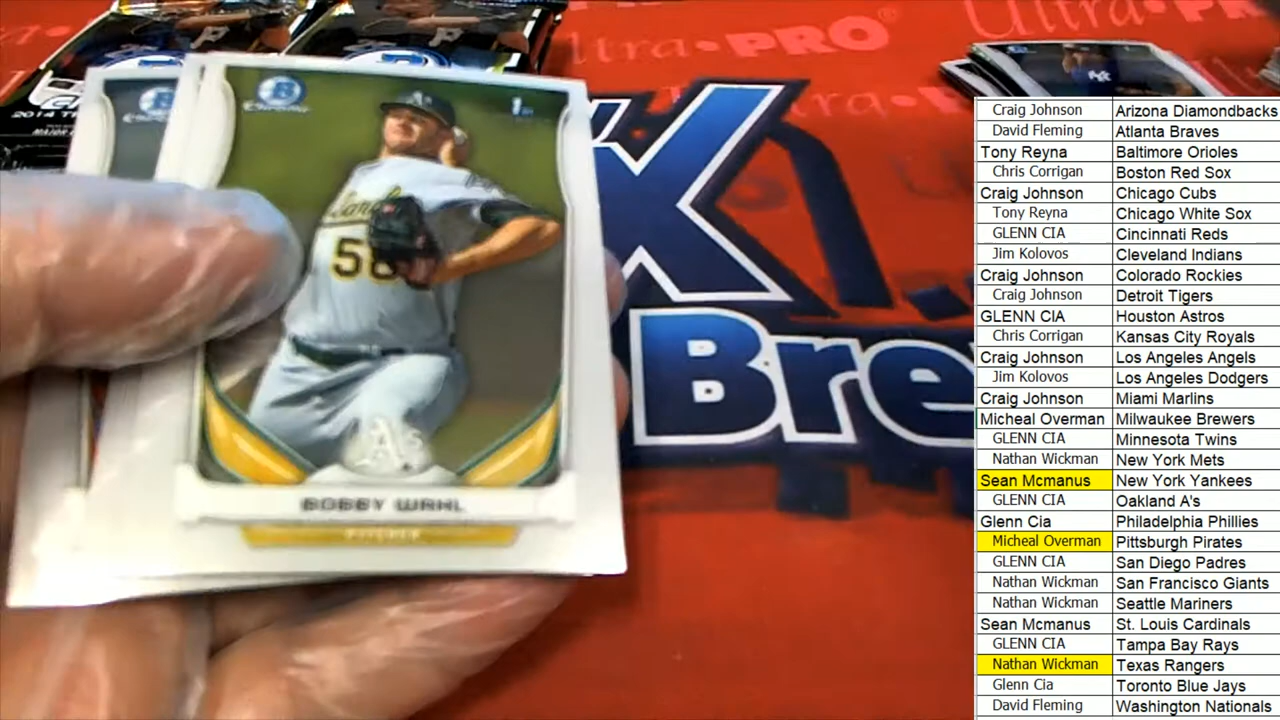 Ultra•PRO®
Ultra•P
2014
BOWMAN
1st
58
A's
BOBBY WAHL
PITCHER
K
Bre
Craig Johnson Arizona Diamondbacks
David Fleming Atlanta Braves
Tony Reyna Baltimore Orioles
Chris Corrigan Boston Red Sox
Craig Johnson Chicago Cubs
Tony Reyna Chicago White Sox
GLENN CIA Cincinnati Reds
Jim Kolovos Cleveland Indians
Craig Johnson Colorado Rockies
Craig Johnson Detroit Tigers
GLENN CIA Houston Astros
Chris Corrigan Kansas City Royals
Craig Johnson Los Angeles Angels
Jim Kolovos Los Angeles Dodgers
Craig Johnson Miami Marlins
Micheal Overman Milwaukee Brewers
GLENN CIA Minnesota Twins
Nathan Wickman New York Mets
Sean Mcmanus New York Yankees
GLENN CIA Oakland A's
Glenn Cia Philadelphia Phillies
Micheal Overman Pittsburgh Pirates
GLENN CIA San Diego Padres
Nathan Wickman San Francisco Giants
Nathan Wickman Seattle Mariners
Sean Mcmanus St. Louis Cardinals
GLENN CIA Tampa Bay Rays
Nathan Wickman Texas Rangers
Glenn Cia Toronto Blue Jays
David Fleming Washington Nationals